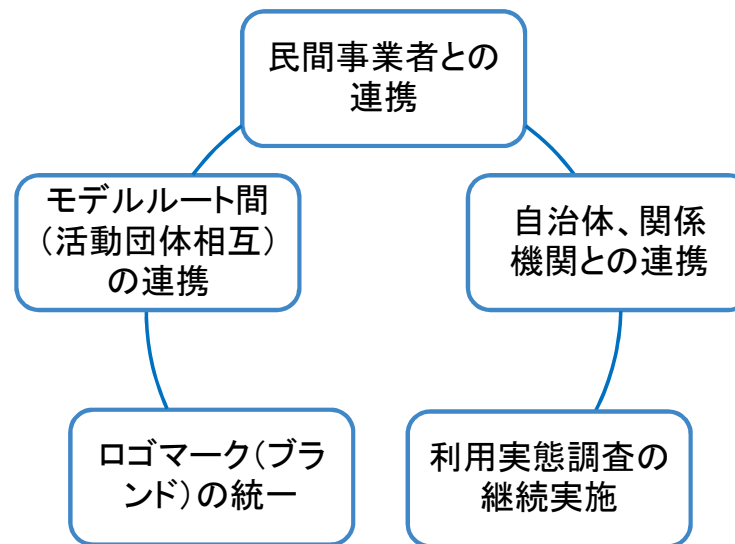 民間事業者との
連携
モデルルート間
（活動団体相互）
の連携
自治体、関係
機関との連携
ロゴマーク（ブラ
ンド）の統一
利用実態調査の
継続実施